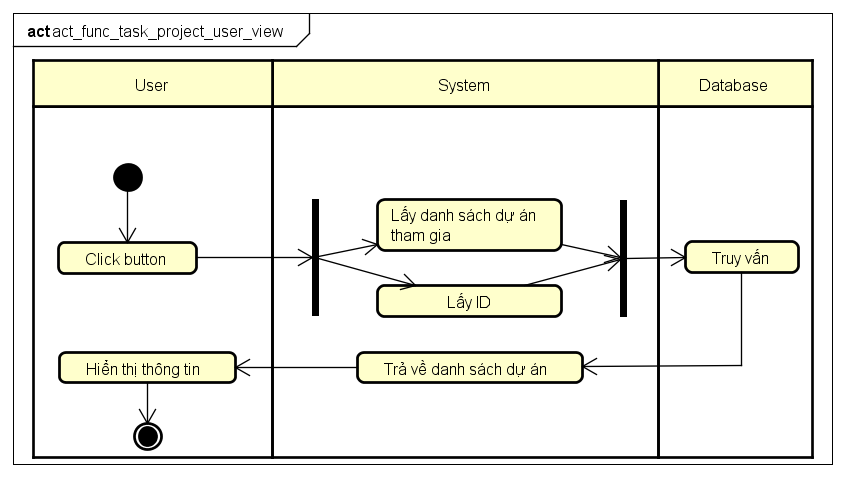 act act_func_task_project_user_view
User
System
Database
Lấy danh sách dự án
tham gia
Click button
Truy vấn
Lấy ID
Hiển thị thông tin
Trả về danh sách dự án